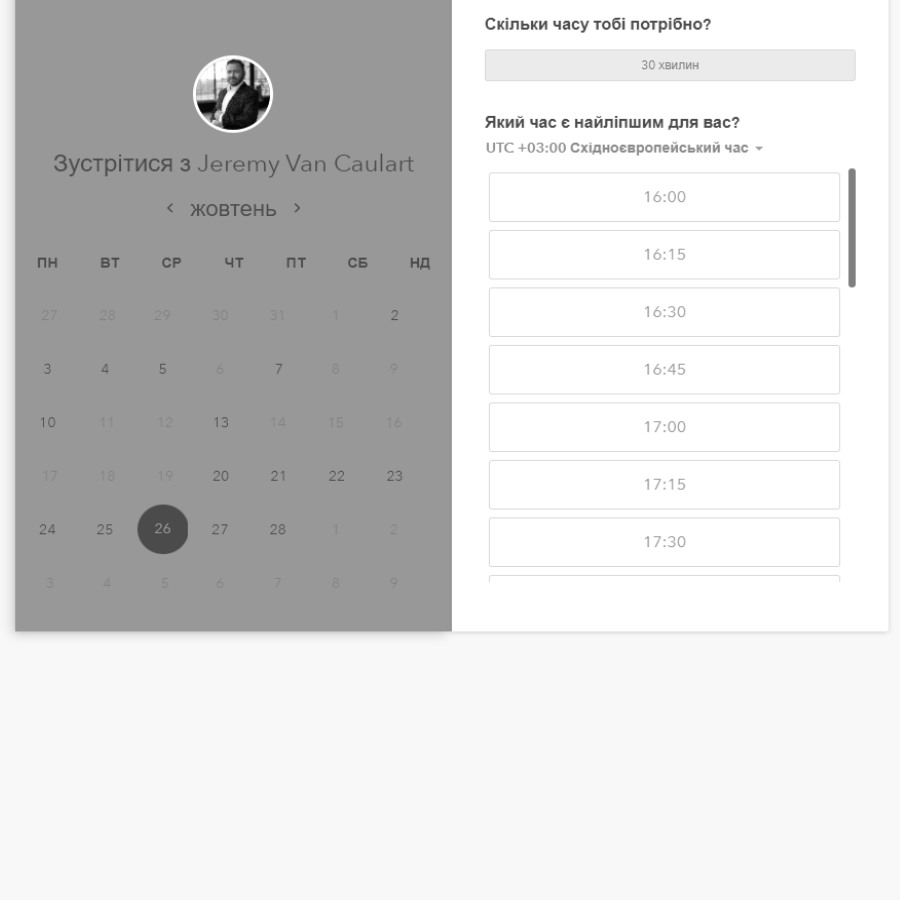 Зустрітися з Jeremy Van Caulart
жовтень
ПН ВТ СР ЧТ ПТ СБ НД
27 28 29 30 31 1 2
3 4 5 6 7 8 9
10 11 12 13 14 15 16
17 18 19 20 21 22 23
24 25 26 27 28 1 2
3 4 5 6 7 8 9
Скільки часу тобі потрібно?
30 хвилин
Який час є найліпшим для вас?
UTC +03:00 Східноєвропейський час
16:00
16:15
16:30
16:45
17:00
17:15
17:30